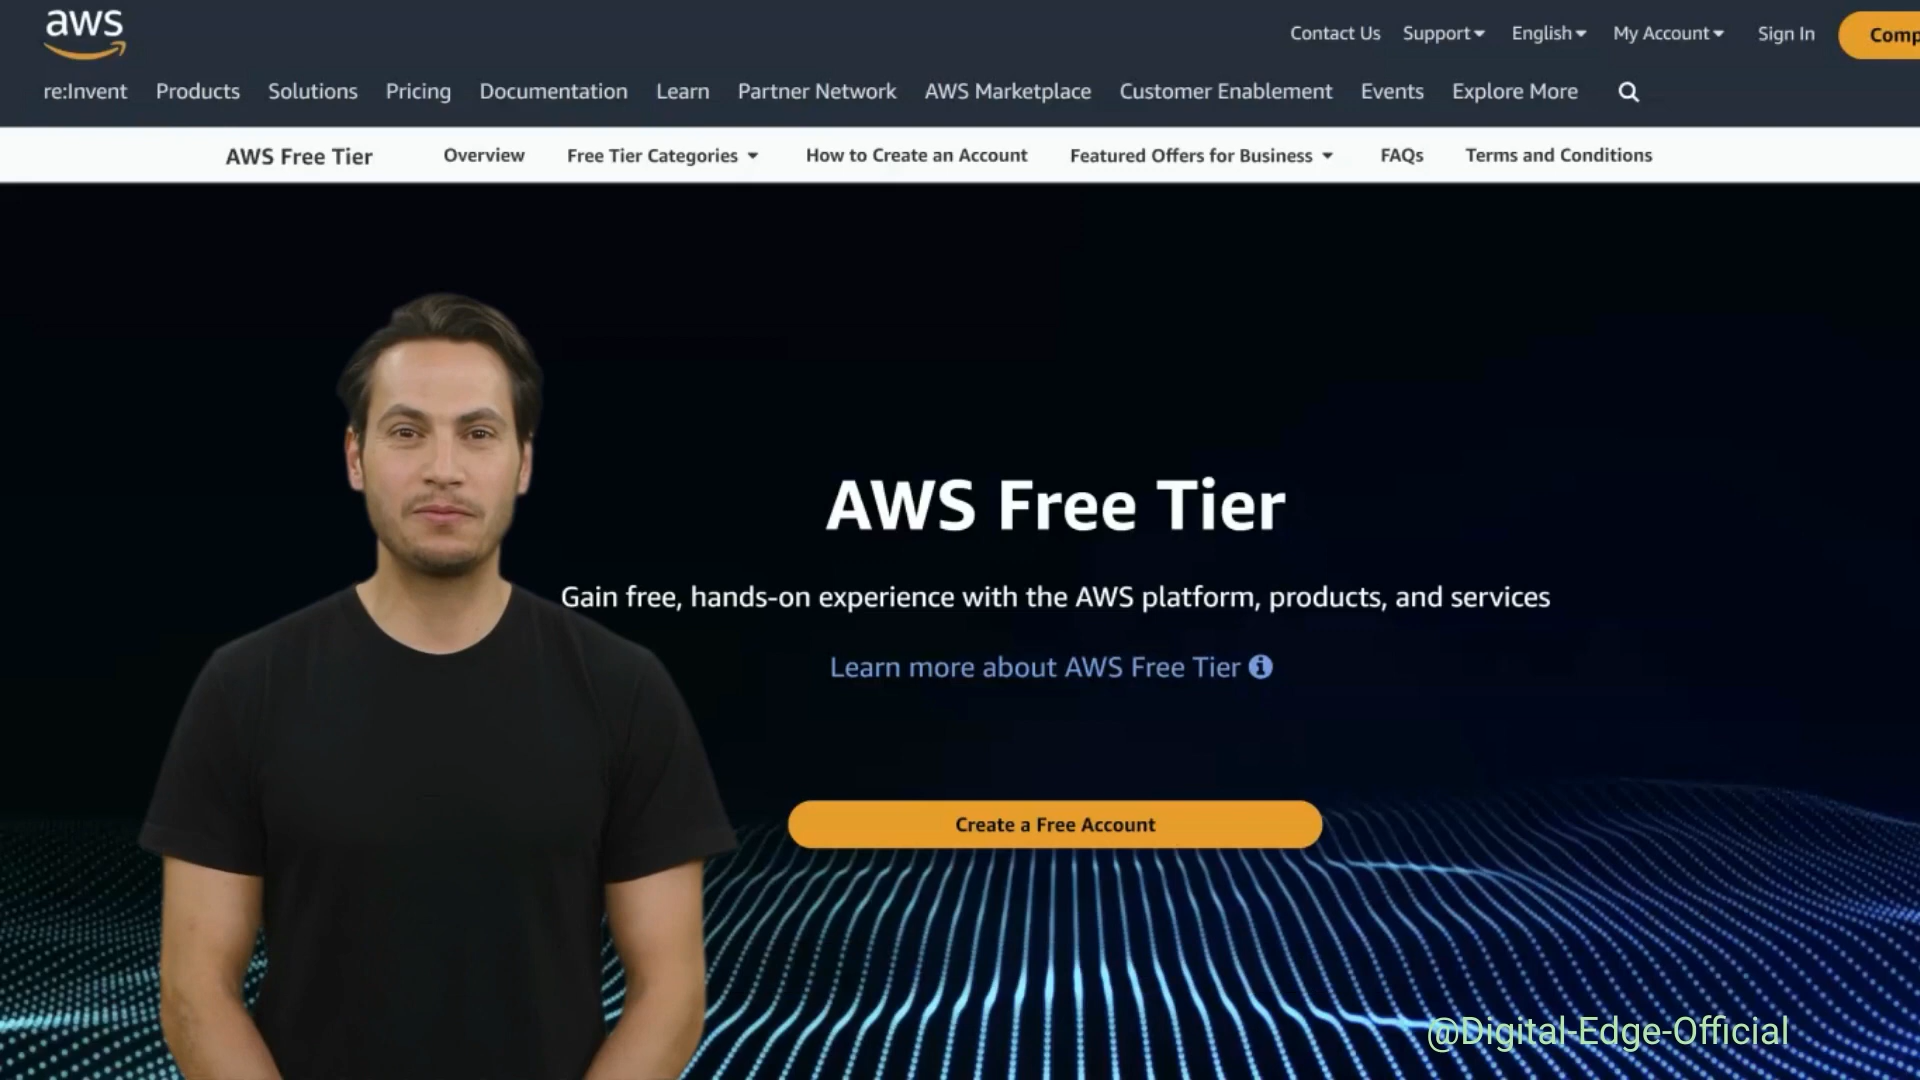 aws
Contact Us Support English My Account Sign In Comp
re:Invent Products Solutions Pricing Documentation Learn Partner Network AWS Marketplace Customer Enablement Events Explore More
AWS Free Tier Overview Free Tier Categories How to Create an Account Featured Offers for Business FAQs Terms and Conditions
AWS Free Tier
Gain free, hands-on experience with the AWS platform, products, and services
Learn more about AWS Free Tier
Create a Free Account
@Digital-Edge-Official